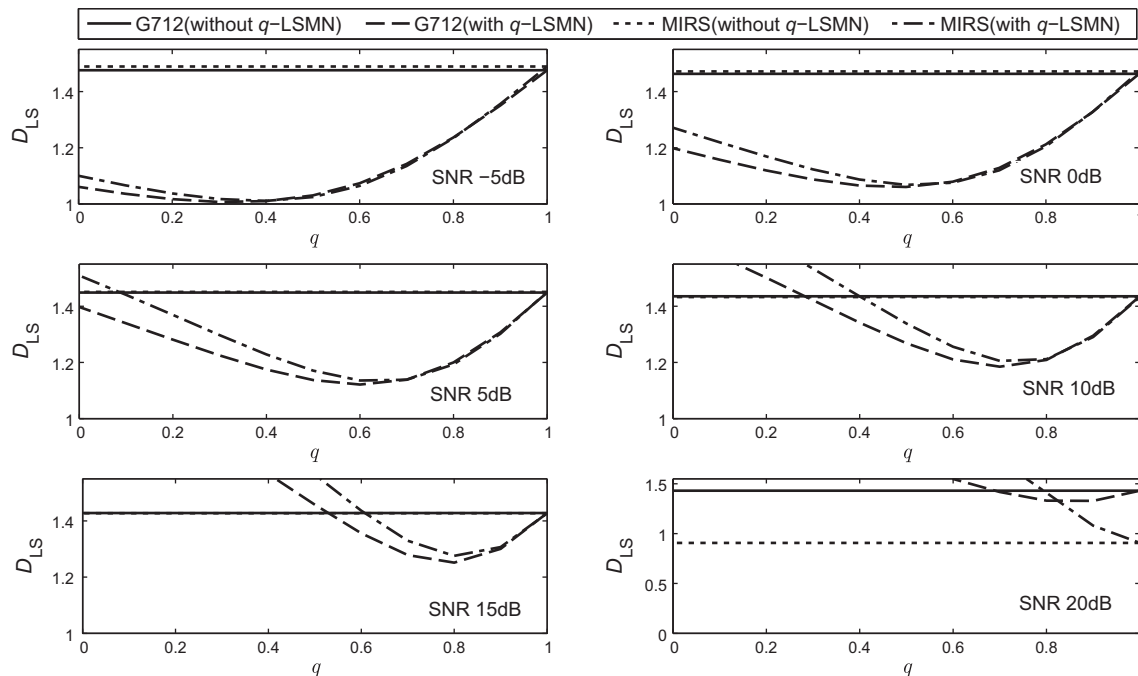 G712(without q−LSMN) G712(with q−LSMN) MIRS(without q−LSMN) MIRS(with q−LSMN)
1.4
1.2
1
D_LS
SNR −5dB
0 0.2 0.4 0.6 0.8 1
q
1.4
1.2
1
D_LS
SNR 0dB
0 0.2 0.4 0.6 0.8 1
q
1.4
1.2
1
D_LS
SNR 5dB
0 0.2 0.4 0.6 0.8 1
q
1.4
1.2
1
D_LS
SNR 10dB
0 0.2 0.4 0.6 0.8 1
q
1.4
1.2
1
D_LS
SNR 15dB
0 0.2 0.4 0.6 0.8 1
q
1.5
1
0.5
0
D_LS
SNR 20dB
0 0.2 0.4 0.6 0.8 1
q